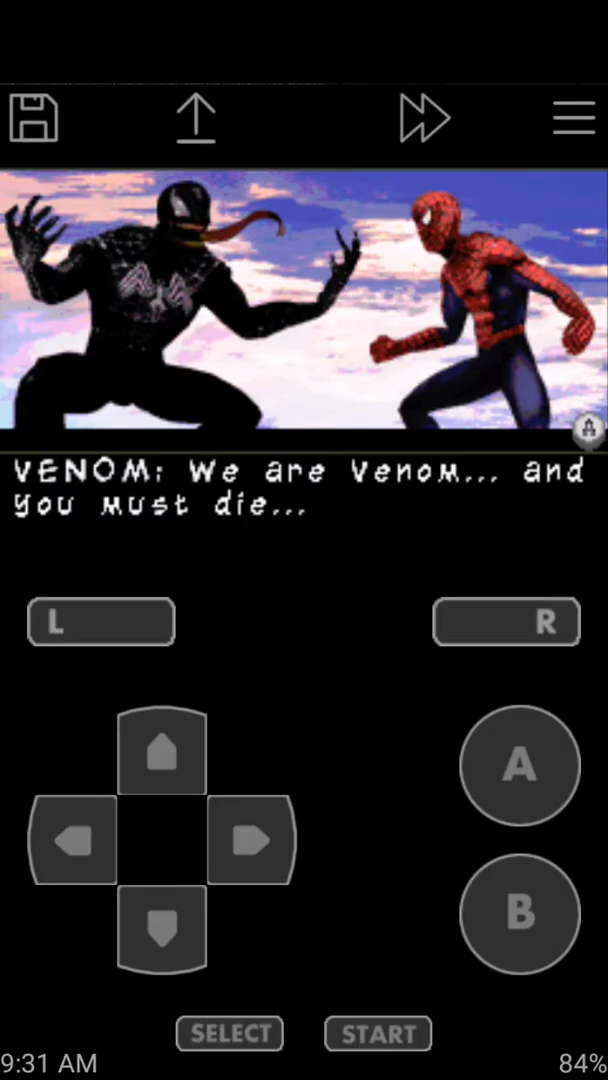 A
VENOM: We are Venom... and
you must die...
L
R
A
B
SELECT
START
9:31 AM
84%